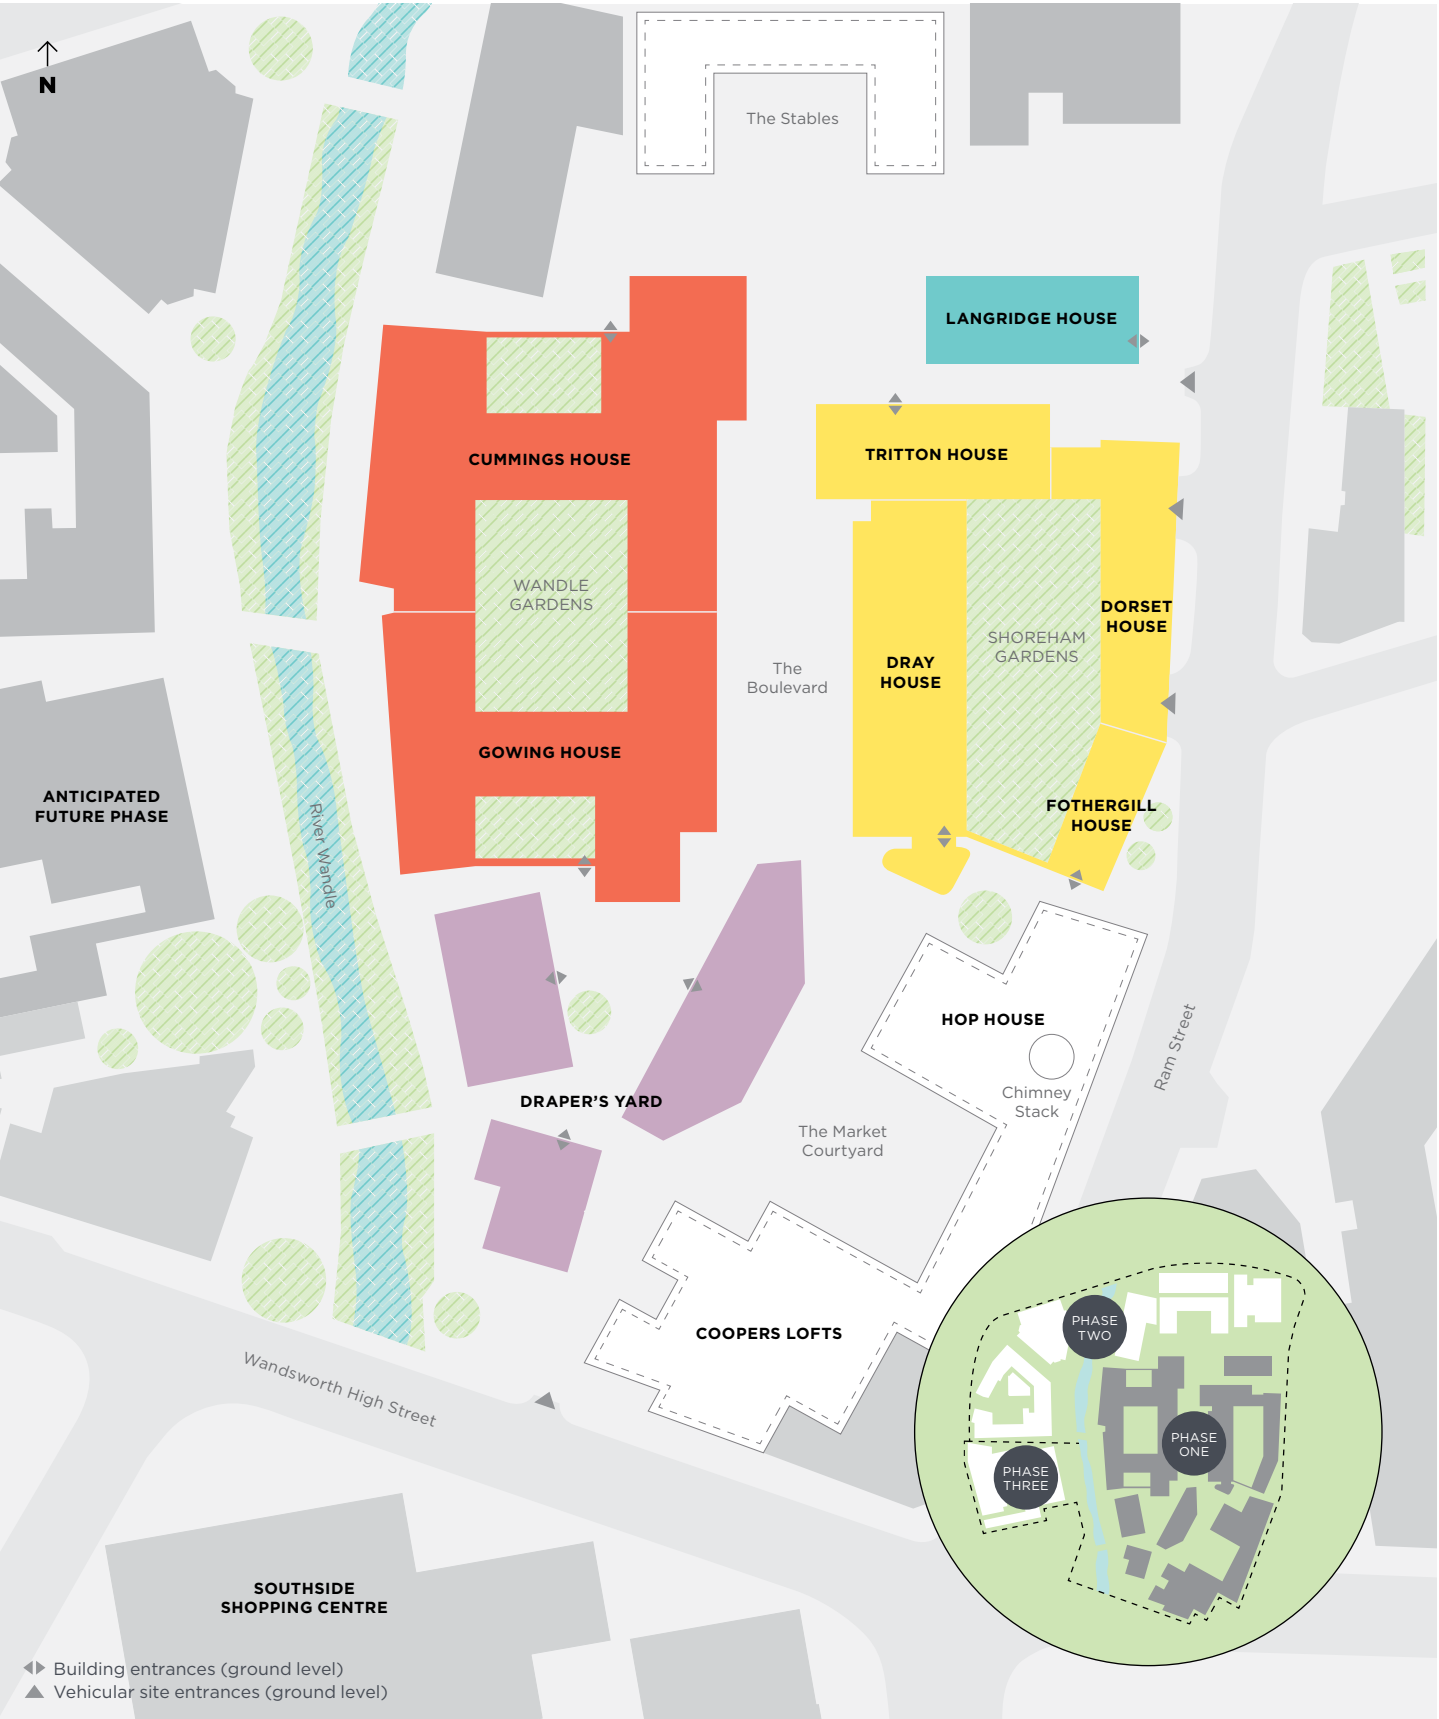 N
The Stables
LANGRIDGE HOUSE
CUMMINGS HOUSE
TRITTON HOUSE
WANDLE
GARDENS
DORSET
HOUSE
SHOREHAM
GARDENS
The
Boulevard
DRAY
HOUSE
GOWING HOUSE
ANTICIPATED
FUTURE PHASE
River Wandle
FOTHERGILL
HOUSE
HOP HOUSE
Ram Street
Chimney
Stack
DRAPER'S YARD
The Market
Courtyard
COOPERS LOFTS
Wandsworth High Street
PHASE
TWO
PHASE
ONE
PHASE
THREE
SOUTHSIDE
SHOPPING CENTRE
Building entrances (ground level)
Vehicular site entrances (ground level)